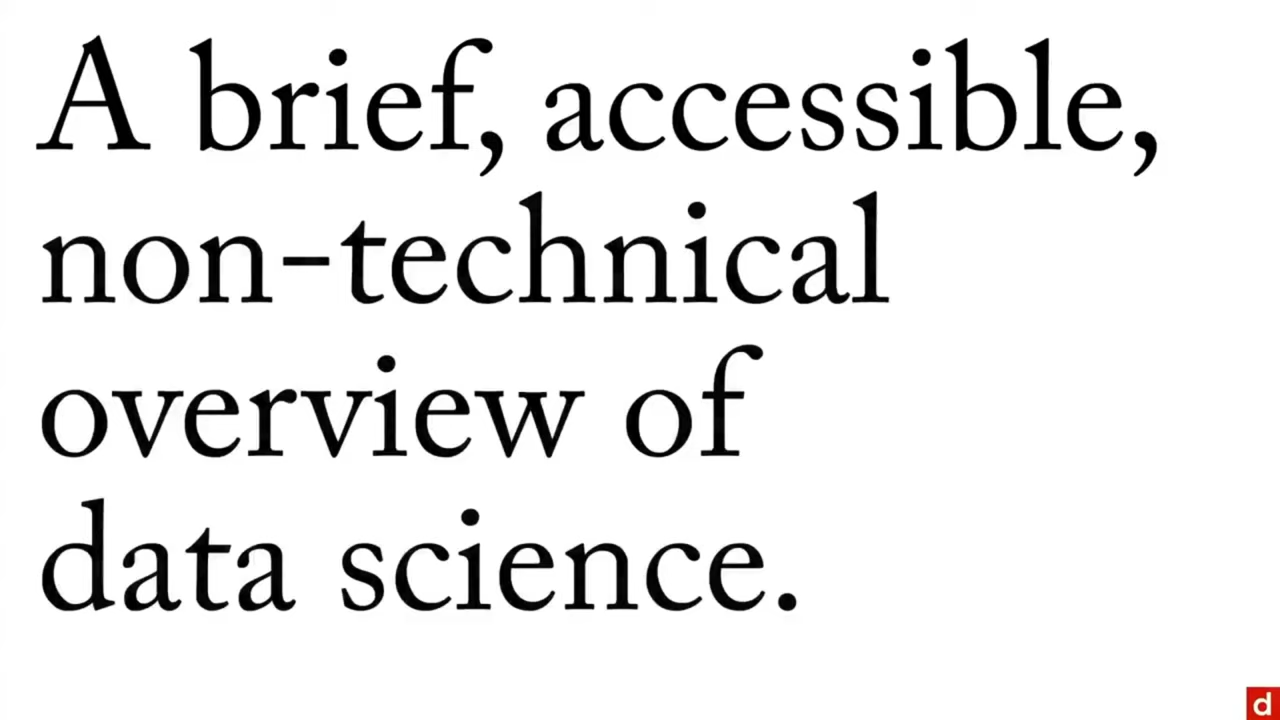 A brief, accessible,
non-technical
overview of
data science.
d